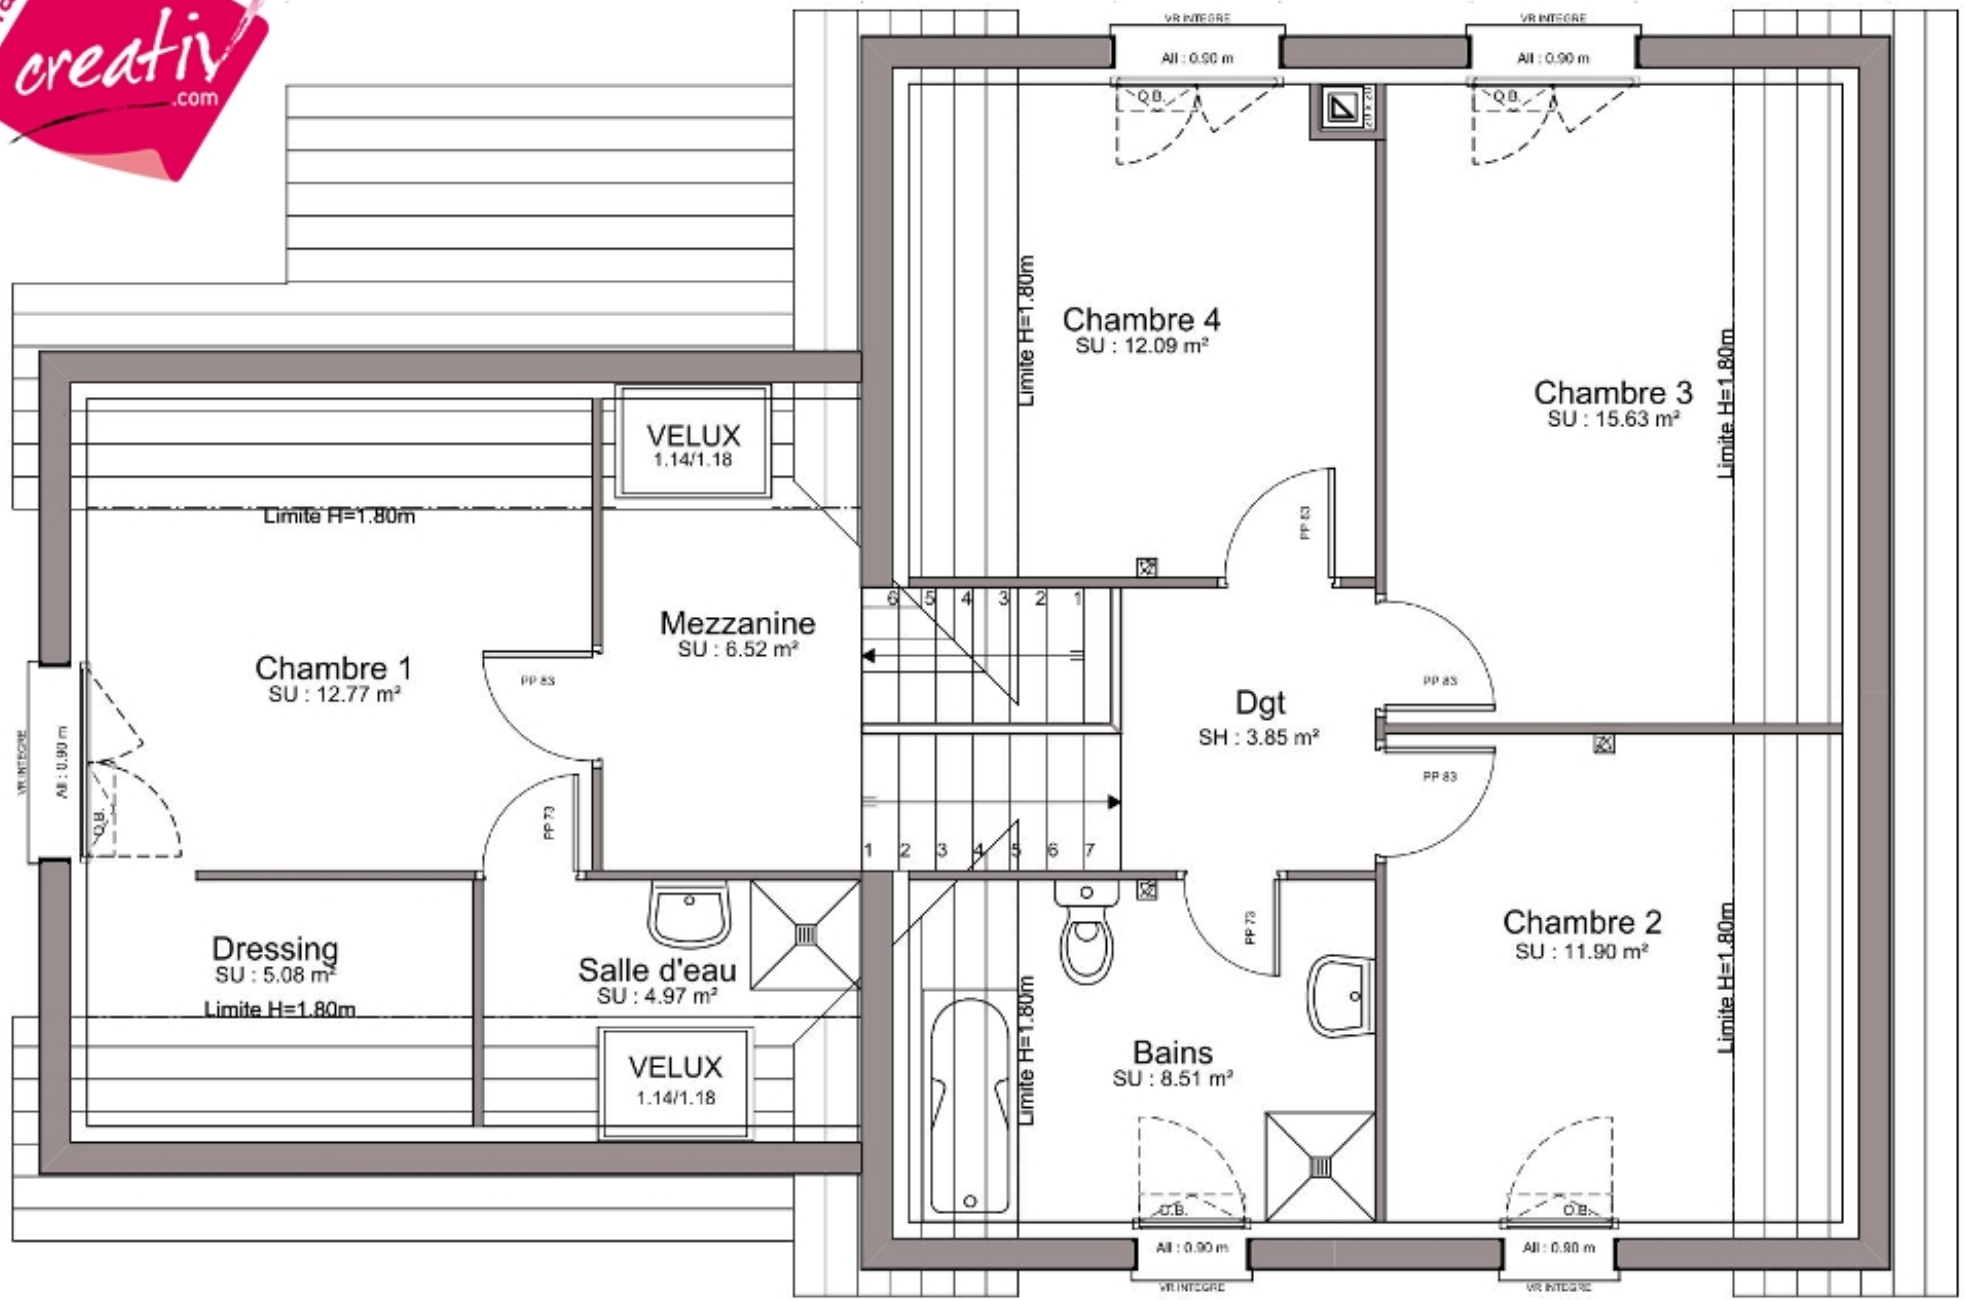 creativ
.com
VR INTEGRE
All : 0.90 m
O.B.
VR INTEGRE
All : 0.90 m
O.B.
20 x 20
Limite H=1.80m
Chambre 4
SU : 12.09 m²
PP 83
Chambre 3
SU : 15.63 m²
Limite H=1.80m
VELUX
1.14/1.18
Limite H=1.80m
Chambre 1
SU : 12.77 m²
PP 83
Mezzanine
SU : 6.52 m²
6 5 4 3 2 1
PP 83
Dgt
SH : 3.85 m²
PP 83
VR INTEGRE
All : 0.90 m
O.B.
PP 73
1 2 3 4 5 6 7
Dressing
SU : 5.08 m²
Limite H=1.80m
Salle d'eau
SU : 4.97 m²
VELUX
1.14/1.18
PP 73
Limite H=1.80m
Bains
SU : 8.51 m²
Chambre 2
SU : 11.90 m²
Limite H=1.80m
O.B.
All : 0.90 m
VR INTEGRE
O.B.
All : 0.90 m
VR INTEGRE